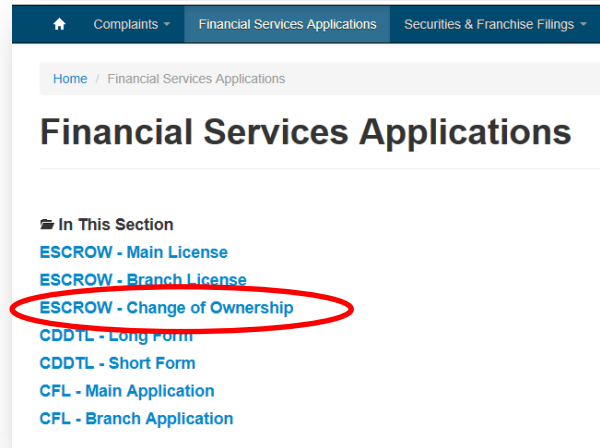 Complaints Financial Services Applications Securities & Franchise Filings
Home / Financial Services Applications
Financial Services Applications
In This Section
ESCROW - Main License
ESCROW - Branch License
ESCROW - Change of Ownership
CDDTL - Long Form
CDDTL - Short Form
CFL - Main Application
CFL - Branch Application